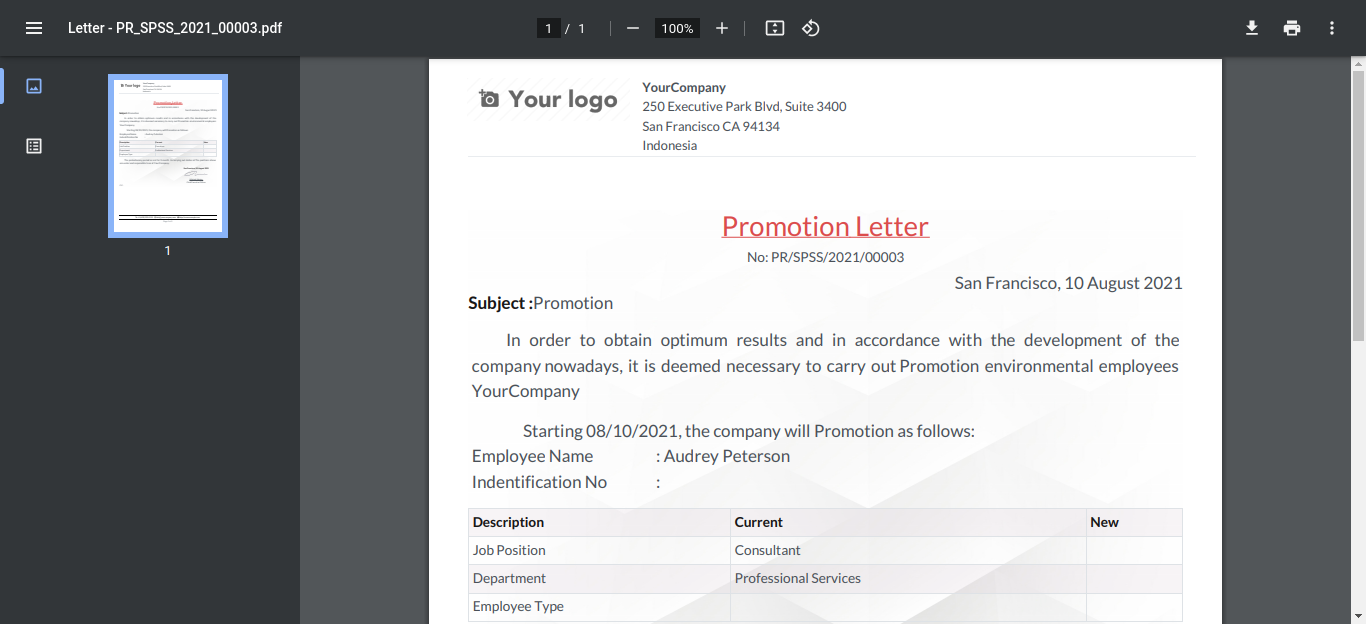 Letter - PR_SPSS_2021_00003.pdf
1 / 1
100%
1
Your logo
YourCompany
250 Executive Park Blvd, Suite 3400
San Francisco CA 94134
Indonesia
Promotion Letter
No: PR/SPSS/2021/00003
San Francisco, 10 August 2021
Subject :Promotion
In order to obtain optimum results and in accordance with the development of the
company nowadays, it is deemed necessary to carry out Promotion environmental employees
YourCompany
Starting 08/10/2021, the company will Promotion as follows:
Employee Name : Audrey Peterson
Indentification No :
Description Current New
Job Position Consultant
Department Professional Services
Employee Type